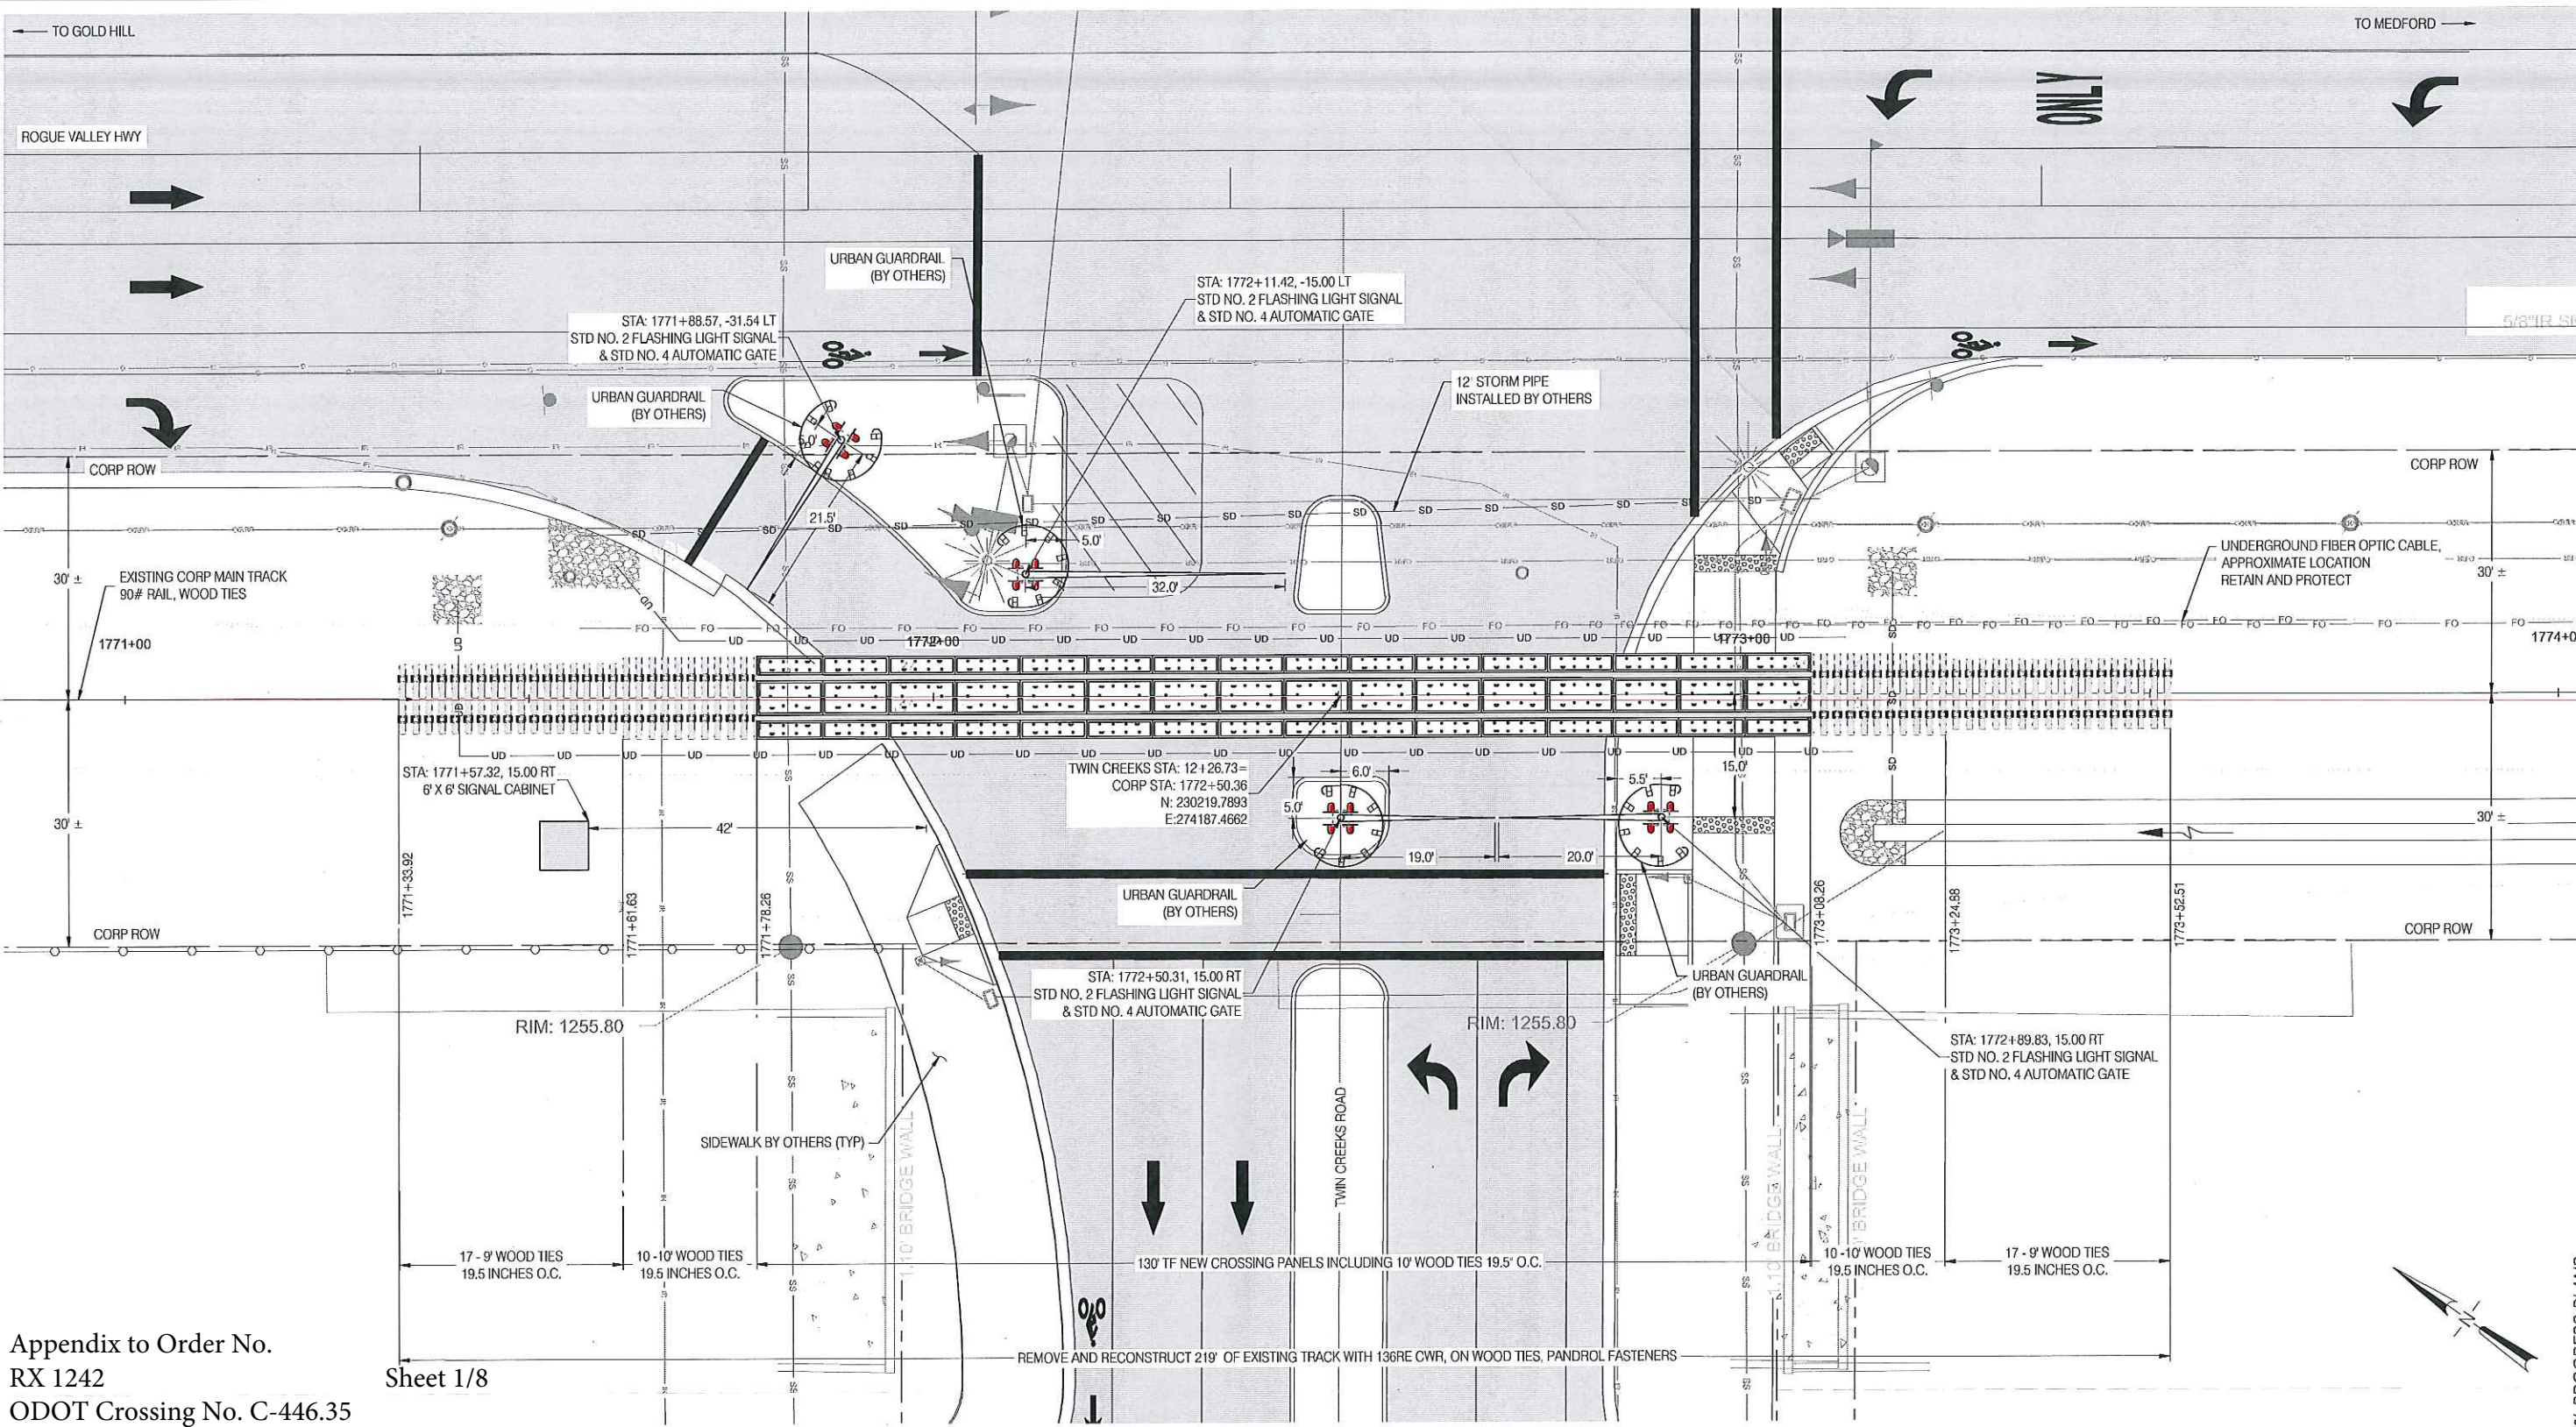 TO GOLD HILL
TO MEDFORD
ROGUE VALLEY HWY
ONLY
URBAN GUARDRAIL
(BY OTHERS)
STA: 1772+11.42, -15.00 LT
STD NO. 2 FLASHING LIGHT SIGNAL
& STD NO. 4 AUTOMATIC GATE
STA: 1771+88.57, -31.54 LT
STD NO. 2 FLASHING LIGHT SIGNAL
& STD NO. 4 AUTOMATIC GATE
URBAN GUARDRAIL
(BY OTHERS)
12' STORM PIPE
INSTALLED BY OTHERS
5.0'
CORP ROW
CORP ROW
21.5'
5.0'
32.0'
30' ±
30' ±
EXISTING CORP MAIN TRACK
90# RAIL, WOOD TIES
UNDERGROUND FIBER OPTIC CABLE,
APPROXIMATE LOCATION
RETAIN AND PROTECT
1771+00
1772+00
1773+00
1774+0
STA: 1771+57.32, 15.00 RT
6' X 6' SIGNAL CABINET
TWIN CREEKS STA: 12+26.73=
CORP STA: 1772+50.36
N: 230219.7893
E:274187.4662
6.0'
5.0'
5.5'
15.0'
30' ±
30' ±
42'
19.0'
20.0'
1771+33.92
1771+61.63
1771+78.26
1773+08.26
1773+24.88
1773+52.51
URBAN GUARDRAIL
(BY OTHERS)
CORP ROW
CORP ROW
STA: 1772+50.31, 15.00 RT
STD NO. 2 FLASHING LIGHT SIGNAL
& STD NO. 4 AUTOMATIC GATE
URBAN GUARDRAIL
(BY OTHERS)
RIM: 1255.80
RIM: 1255.80
STA: 1772+89.83, 15.00 RT
STD NO. 2 FLASHING LIGHT SIGNAL
& STD NO. 4 AUTOMATIC GATE
SIDEWALK BY OTHERS (TYP)
1.10' BRIDGE WALL
TWIN CREEKS ROAD
1.10' BRIDGE WALL
BRIDGE WALL
17 - 9' WOOD TIES
19.5 INCHES O.C.
10 -10' WOOD TIES
19.5 INCHES O.C.
130' TF NEW CROSSING PANELS INCLUDING 10' WOOD TIES 19.5" O.C.
10 -10' WOOD TIES
19.5 INCHES O.C.
17 - 9' WOOD TIES
19.5 INCHES O.C.
REMOVE AND RECONSTRUCT 219' OF EXISTING TRACK WITH 136RE CWR, ON WOOD TIES, PANDROL FASTENERS
Appendix to Order No.
RX 1242
Sheet 1/8
ODOT Crossing No. C-446.35